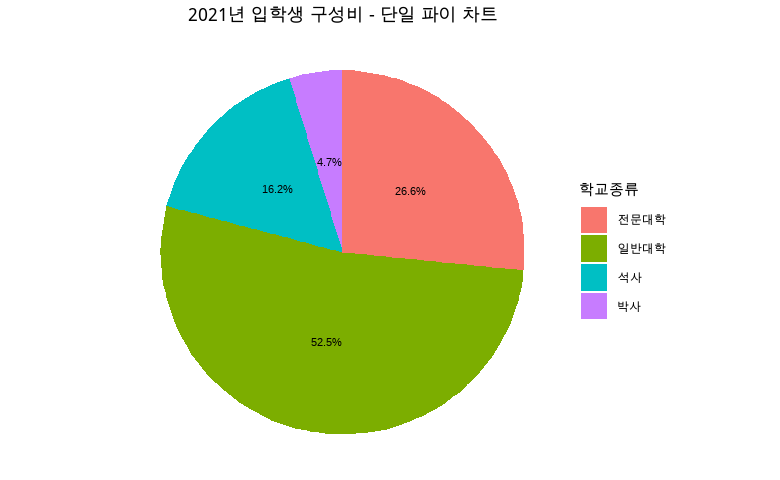 2021년 입학생 구성비 - 단일 파이 차트
4.7%
16.2%
26.6%
52.5%
학교종류
전문대학
일반대학
석사
박사